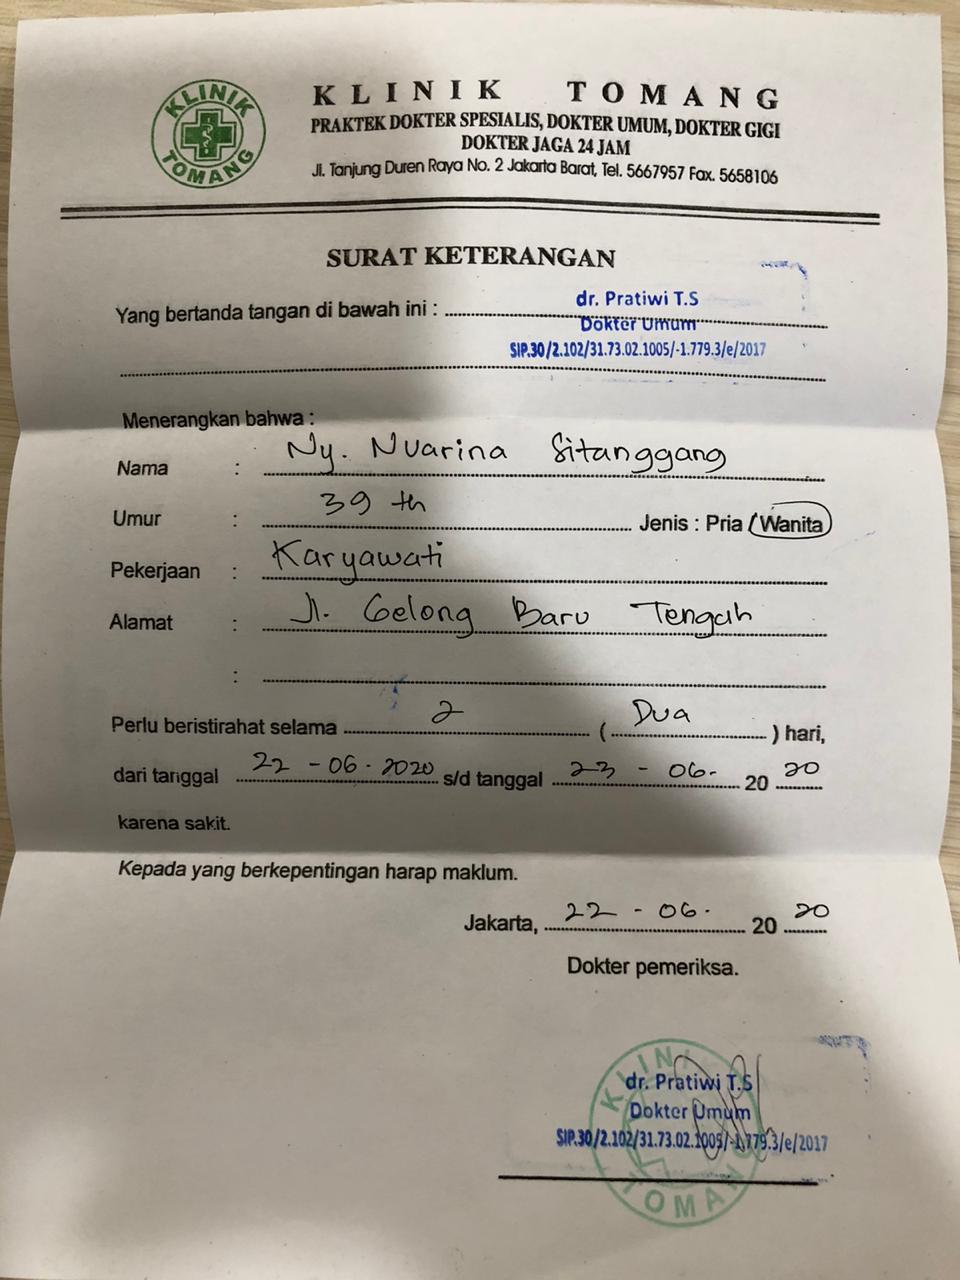 KLINIK TOMANG
KLINIK TOMANG
PRAKTEK DOKTER SPESIALIS, DOKTER UMUM, DOKTER GIGI
DOKTER JAGA 24 JAM
Jl. Tanjung Duren Raya No. 2 Jakarta Barat, Tel. 5667957 Fax. 5658106
SURAT KETERANGAN
Yang bertanda tangan di bawah ini : dr. Pratiwi T.S
Dokter Umum
SIP.30/2.102/31.73.02.1005/-1.779.3/e/2017
Menerangkan bahwa :
Nama : Ny. Nuarina Sitanggang
Umur : 39 th Jenis : Pria / Wanita
Pekerjaan : Karyawati
Alamat : Jl. Gelong Baru Tengah
:
Perlu beristirahat selama 2 ( Dua ) hari,
dari tanggal 22 - 06 - 2020 s/d tanggal 23 - 06 - 20 20
karena sakit.
Kepada yang berkepentingan harap maklum.
Jakarta, 22 - 06 - 20 20
Dokter pemeriksa.
KLINIK TOMANG
dr. Pratiwi T.S
Dokter Umum
SIP.30/2.102/31.73.02.1005/-1.779.3/e/2017